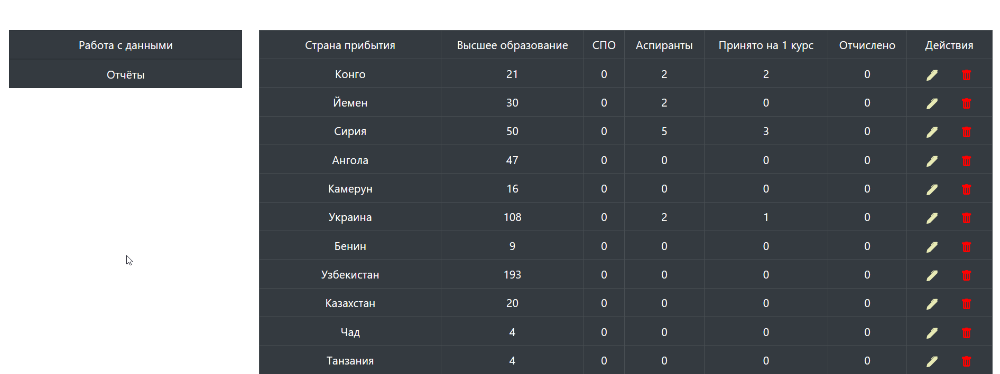 Работа с данными
Отчёты
Страна прибытия Высшее образование СПО Аспиранты Принято на 1 курс Отчислено Действия
Конго 21 0 2 2 0
Йемен 30 0 2 0 0
Сирия 50 0 5 3 0
Ангола 47 0 0 0 0
Камерун 16 0 0 0 0
Украина 108 0 2 1 0
Бенин 9 0 0 0 0
Узбекистан 193 0 0 0 0
Казахстан 20 0 0 0 0
Чад 4 0 0 0 0
Танзания 4 0 0 0 0